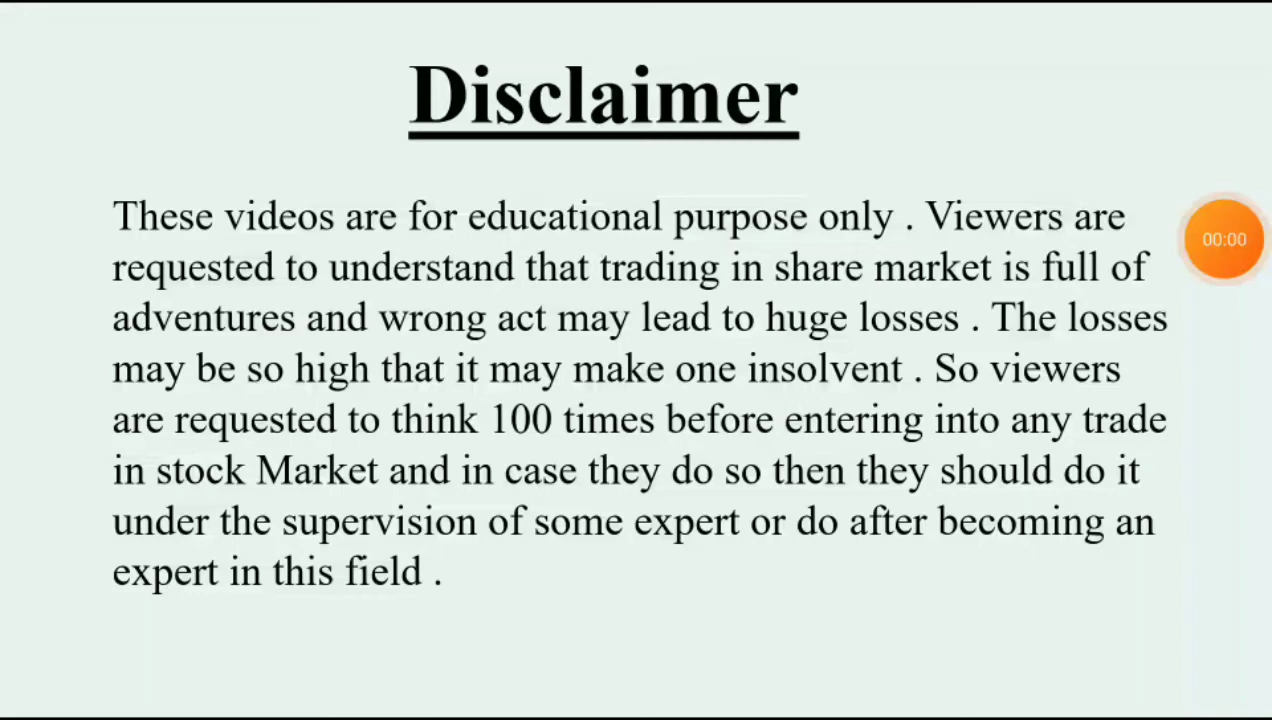 Disclaimer
These videos are for educational purpose only . Viewers are
requested to understand that trading in share market is full of
adventures and wrong act may lead to huge losses . The losses
may be so high that it may make one insolvent . So viewers
are requested to think 100 times before entering into any trade
in stock Market and in case they do so then they should do it
under the supervision of some expert or do after becoming an
expert in this field .
00:00